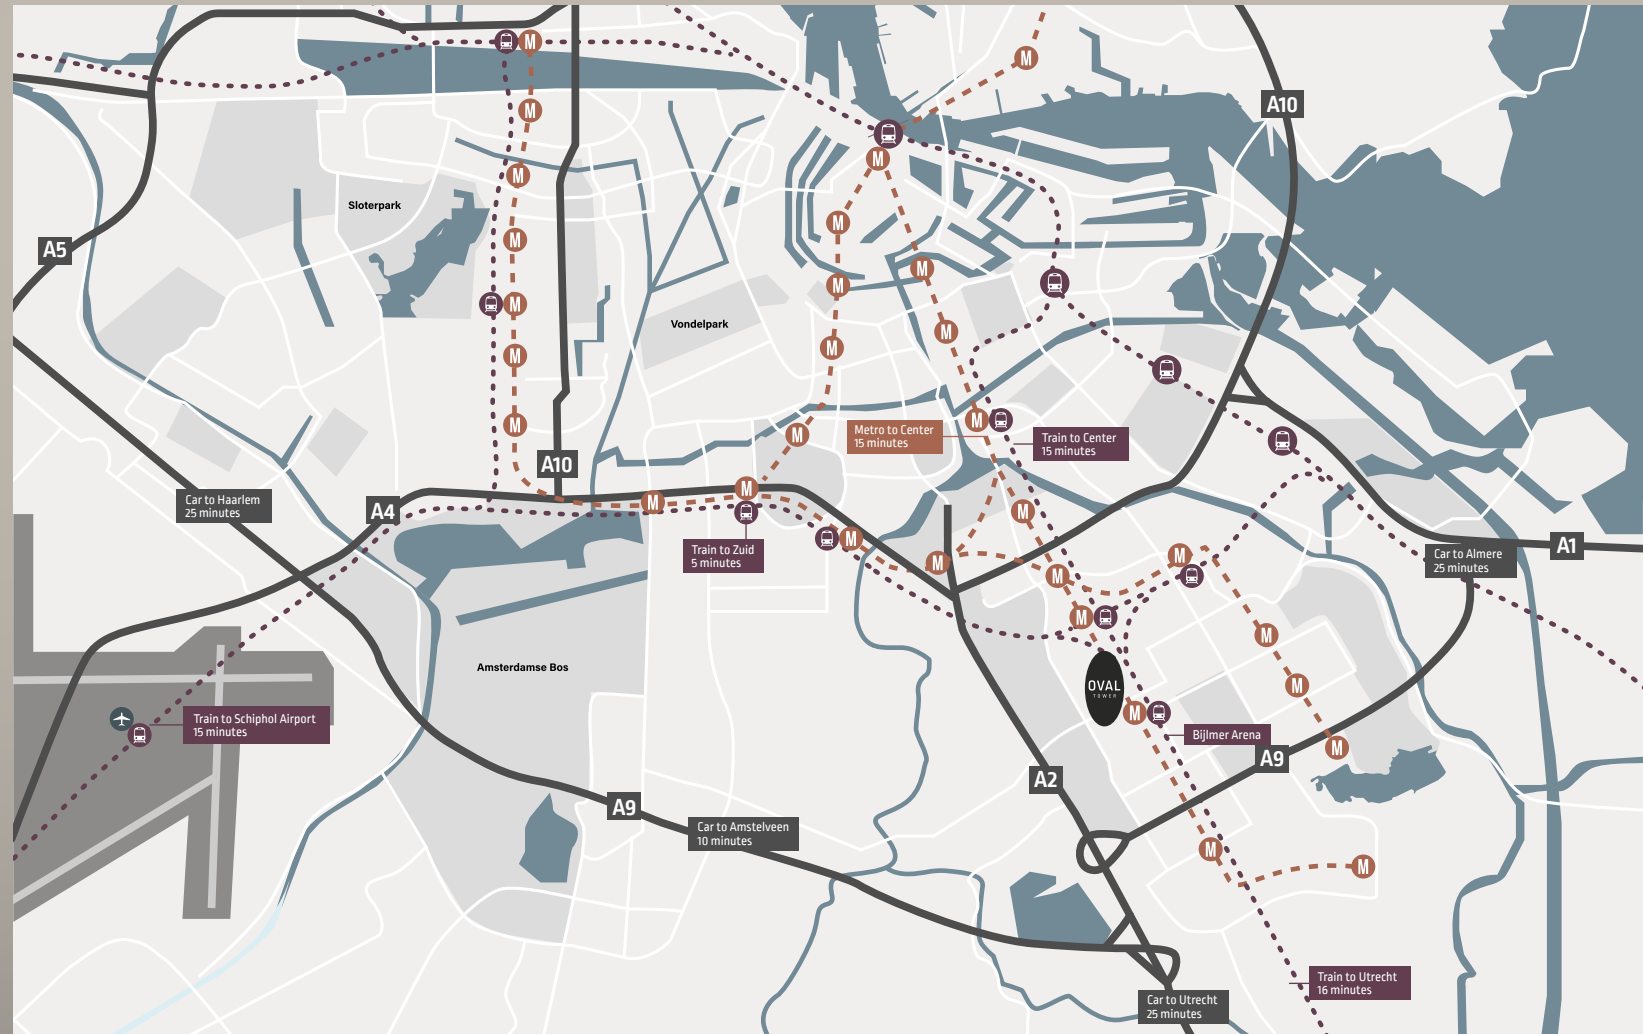 M
M
M
A10
M
M
M
Sloterpark
M
M
A5
M
M
M
M
Vondelpark
M
M
M
M
M
M
Metro to Center
15 minutes
Train to Center
15 minutes
A10
M
M
Car to Haarlem
25 minutes
A4
M
M
Train to Zuid
5 minutes
M
M
M
M
Car to Almere
25 minutes
A1
M
M
Amsterdamse Bos
OVAL
TOWER
M
M
Train to Schiphol Airport
15 minutes
Bijlmer Arena
M
A9
A2
A9
Car to Amstelveen
10 minutes
M
M
Train to Utrecht
16 minutes
Car to Utrecht
25 minutes